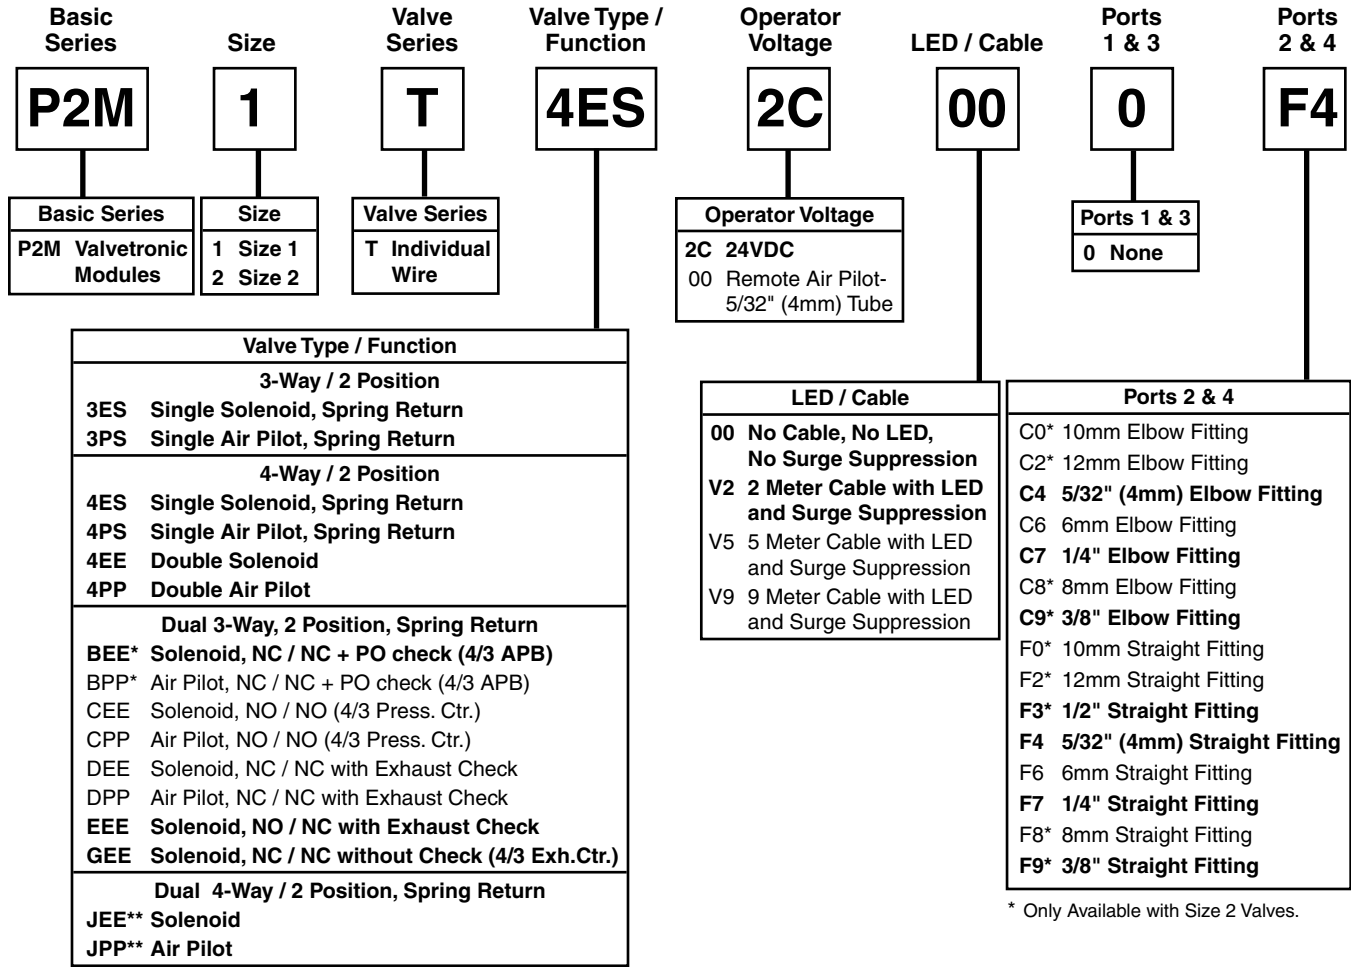 Basic Series
Size
Valve Series
Valve Type / Function
Operator Voltage
LED / Cable
Ports 1 & 3
Ports 2 & 4
P2M
1
T
4ES
2C
00
0
F4
Basic Series
P2M Valvetronic
Modules
Size
1 Size 1
2 Size 2
Valve Series
T Individual
Wire
Operator Voltage
2C 24VDC
00 Remote Air Pilot-
5/32" (4mm) Tube
Ports 1 & 3
0 None
Valve Type / Function
3-Way / 2 Position
3ES Single Solenoid, Spring Return
3PS Single Air Pilot, Spring Return
4-Way / 2 Position
4ES Single Solenoid, Spring Return
4PS Single Air Pilot, Spring Return
4EE Double Solenoid
4PP Double Air Pilot
Dual 3-Way, 2 Position, Spring Return
BEE* Solenoid, NC / NC + PO check (4/3 APB)
BPP* Air Pilot, NC / NC + PO check (4/3 APB)
CEE Solenoid, NO / NO (4/3 Press. Ctr.)
CPP Air Pilot, NO / NO (4/3 Press. Ctr.)
DEE Solenoid, NC / NC with Exhaust Check
DPP Air Pilot, NC / NC with Exhaust Check
EEE Solenoid, NO / NC with Exhaust Check
GEE Solenoid, NC / NC without Check (4/3 Exh.Ctr.)
Dual 4-Way / 2 Position, Spring Return
JEE** Solenoid
JPP** Air Pilot
LED / Cable
00 No Cable, No LED,
No Surge Suppression
V2 2 Meter Cable with LED
and Surge Suppression
V5 5 Meter Cable with LED
and Surge Suppression
V9 9 Meter Cable with LED
and Surge Suppression
Ports 2 & 4
C0* 10mm Elbow Fitting
C2* 12mm Elbow Fitting
C4 5/32" (4mm) Elbow Fitting
C6 6mm Elbow Fitting
C7 1/4" Elbow Fitting
C8* 8mm Elbow Fitting
C9* 3/8" Elbow Fitting
F0* 10mm Straight Fitting
F2* 12mm Straight Fitting
F3* 1/2" Straight Fitting
F4 5/32" (4mm) Straight Fitting
F6 6mm Straight Fitting
F7 1/4" Straight Fitting
F8* 8mm Straight Fitting
F9* 3/8" Straight Fitting
* Only Available with Size 2 Valves.